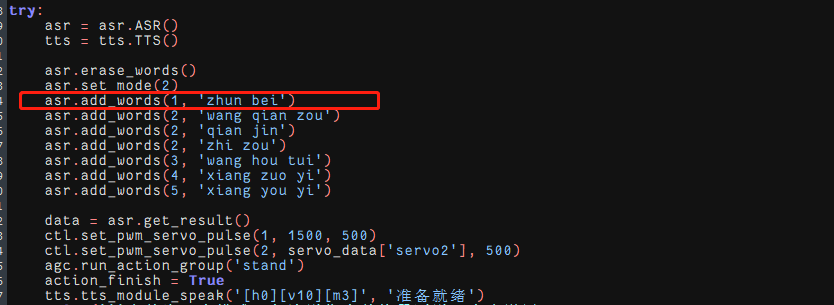 try:
asr = asr.ASR()
tts = tts.TTS()
asr.erase_words()
asr.set_mode(2)
asr.add_words(1, 'zhun bei')
asr.add_words(2, 'wang qian zou')
asr.add_words(2, 'qian jin')
asr.add_words(2, 'zhi zou')
asr.add_words(3, 'wang hou tui')
asr.add_words(4, 'xiang zuo yi')
asr.add_words(5, 'xiang you yi')
data = asr.get_result()
ctl.set_pwm_servo_pulse(1, 1500, 500)
ctl.set_pwm_servo_pulse(2, servo_data['servo2'], 500)
agc.run_action_group('stand')
action_finish = True
tts.tts_module_speak('[h0][v10][m3]', '准备就绪')